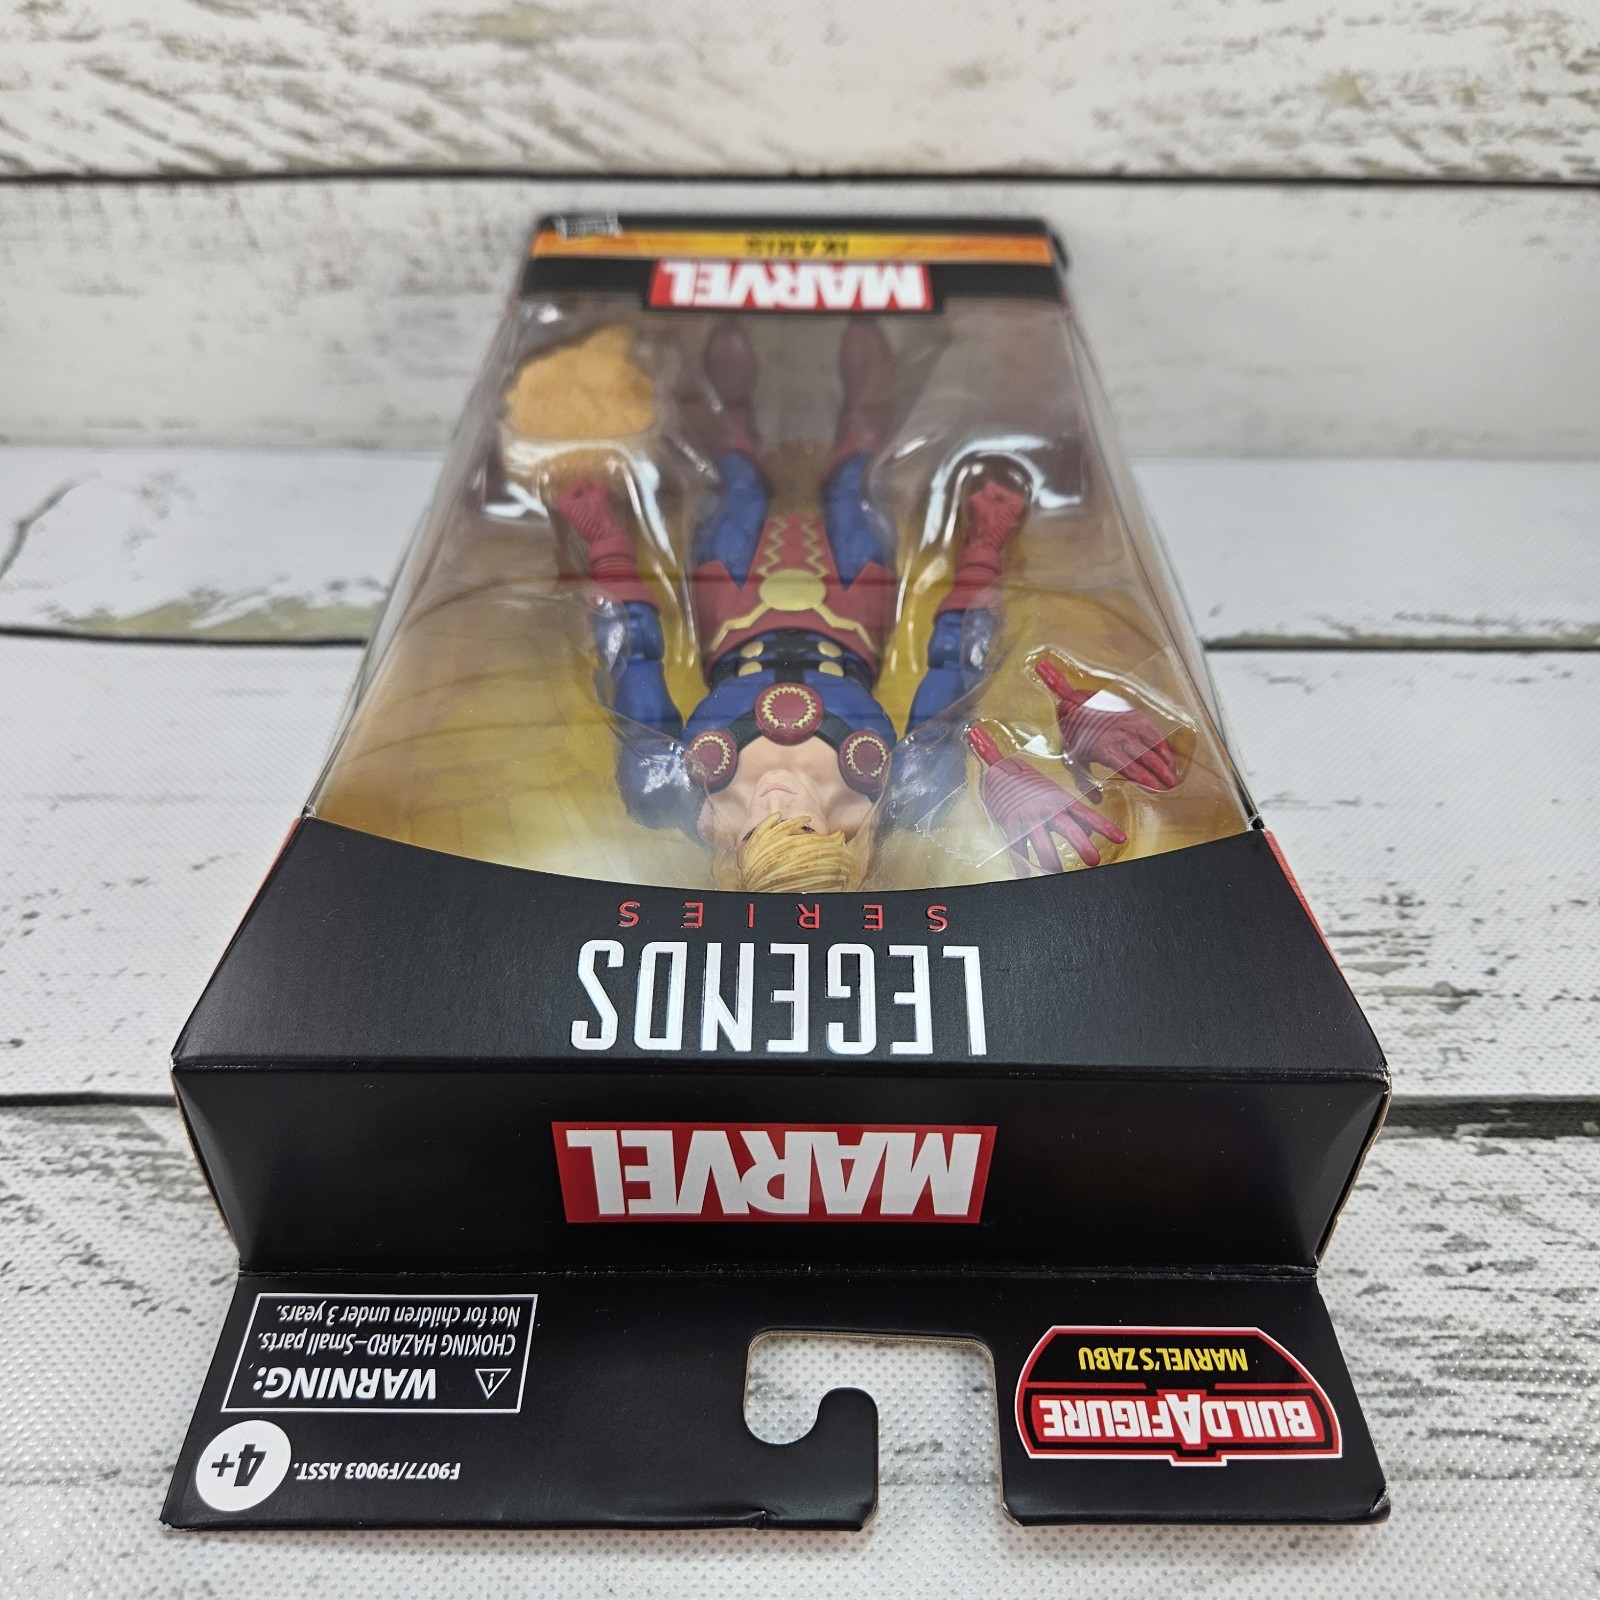 F9077/F9003 ASST.
4+
WARNING:
CHOKING HAZARD–Small parts.
Not for children under 3 years.
BUILD A FIGURE
MARVEL'S ZABU
MARVEL
LEGENDS
SERIES
MARVEL
IKARIS